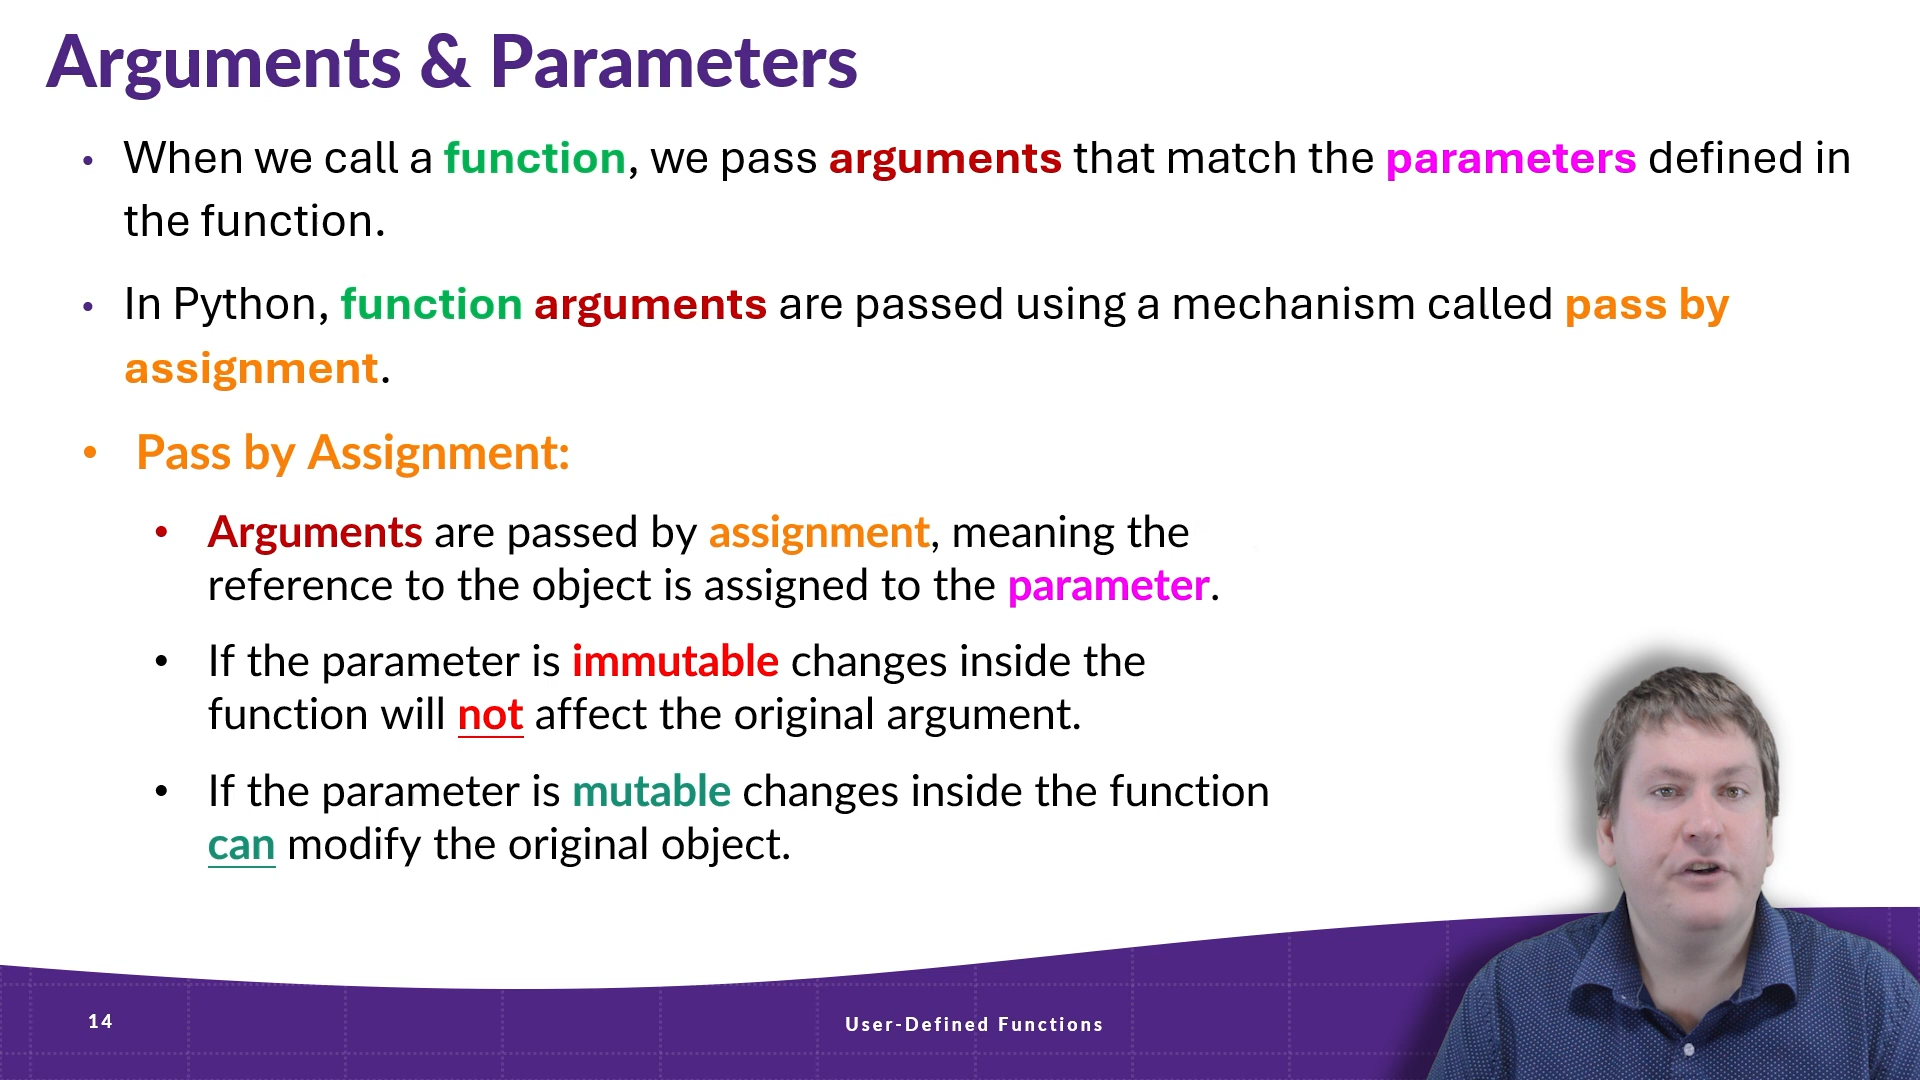 Arguments & Parameters
• When we call a function, we pass arguments that match the parameters defined in
the function.
• In Python, function arguments are passed using a mechanism called pass by
assignment.
• Pass by Assignment:
• Arguments are passed by assignment, meaning the
reference to the object is assigned to the parameter.
• If the parameter is immutable changes inside the
function will not affect the original argument.
• If the parameter is mutable changes inside the function
can modify the original object.
14
User-Defined Functions